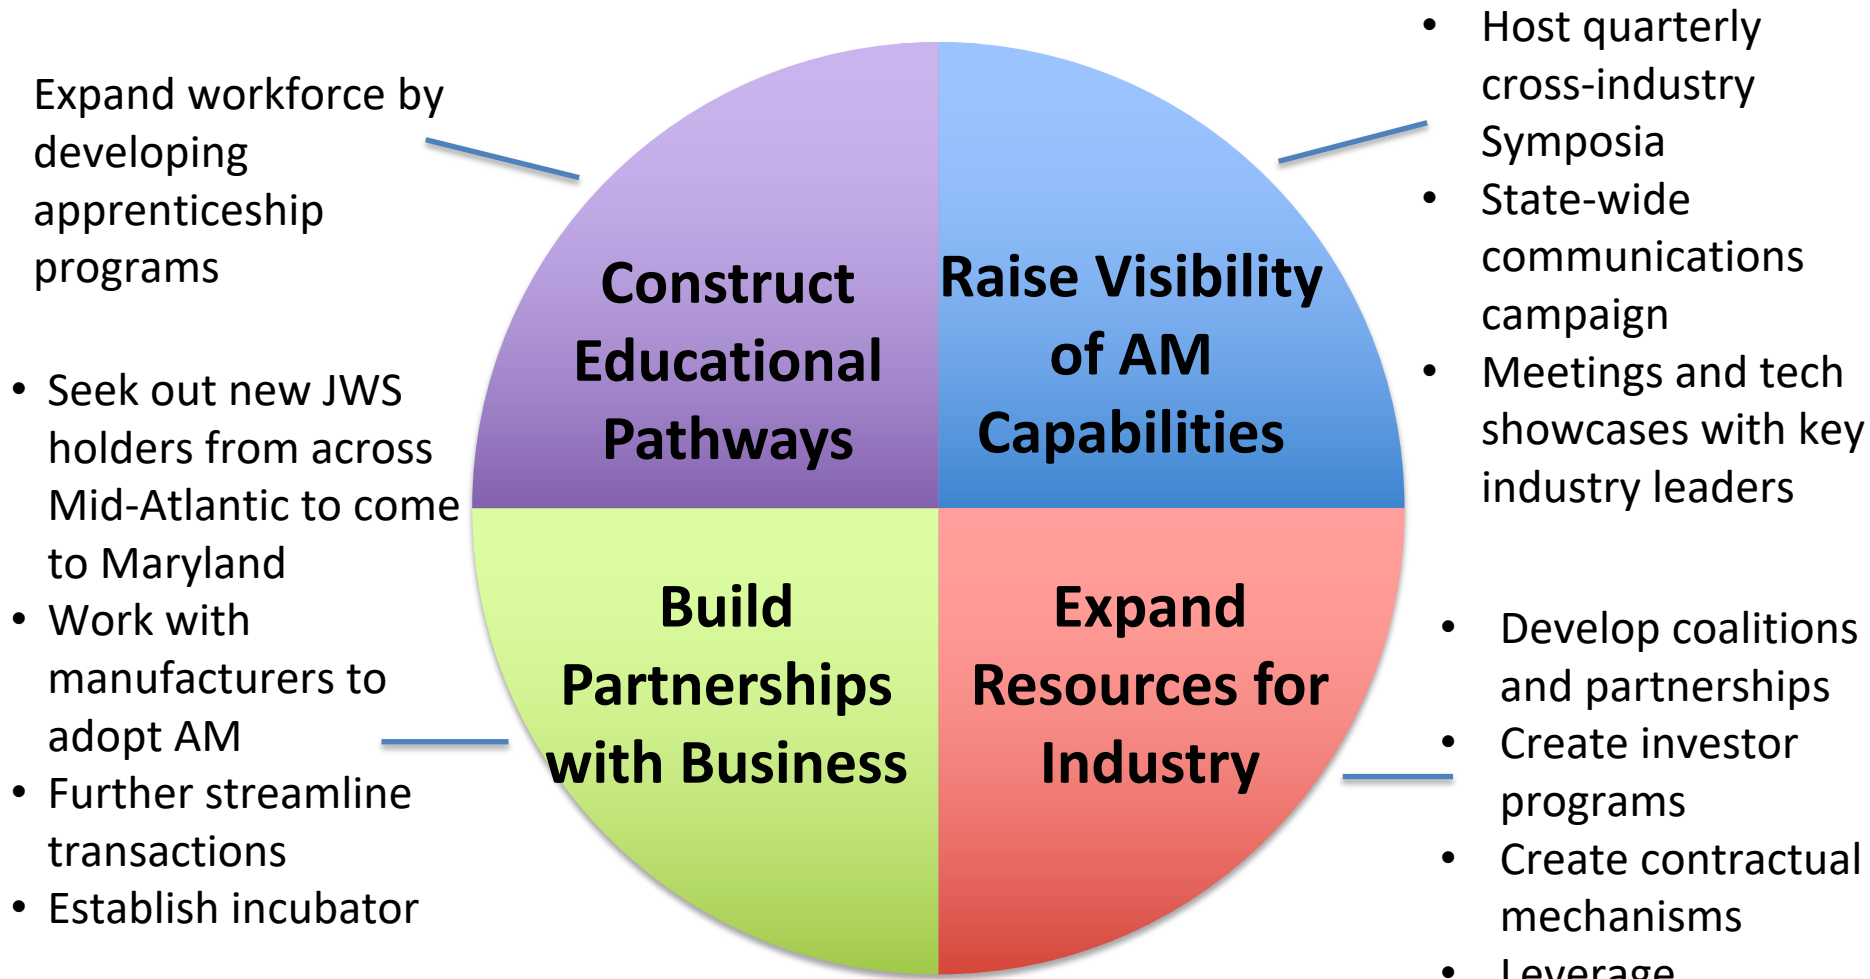 Expand workforce by
developing
apprenticeship
programs
• Seek out new JWS
holders from across
Mid-Atlantic to come
to Maryland
• Work with
manufacturers to
adopt AM
• Further streamline
transactions
• Establish incubator
Construct
Educational
Pathways
Raise Visibility
of AM
Capabilities
Build
Partnerships
with Business
Expand
Resources for
Industry
• Host quarterly
cross-industry
Symposia
• State-wide
communications
campaign
• Meetings and tech
showcases with key
industry leaders
• Develop coalitions
and partnerships
• Create investor
programs
• Create contractual
mechanisms
• Leverage